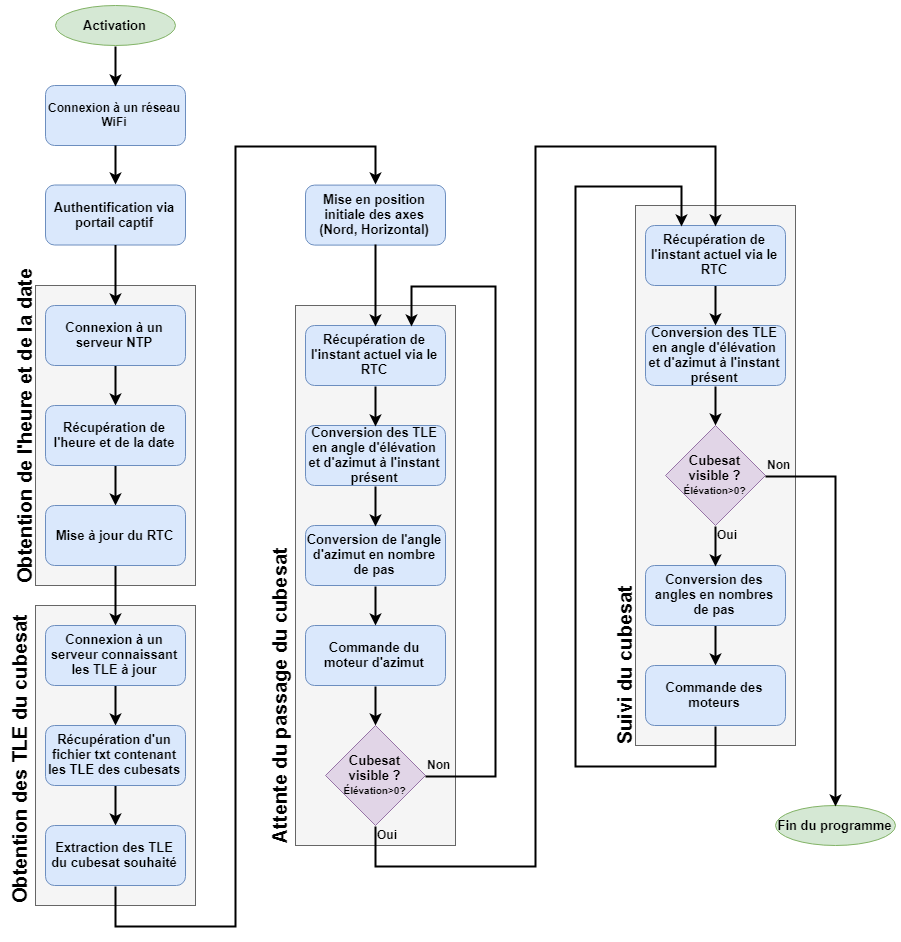 Activation
Connexion à un réseau
WiFi
Authentification via
portail captif
Obtention de l'heure et de la date
Connexion à un
serveur NTP
Récupération de
l'heure et de la date
Mise à jour du RTC
Obtention des TLE du cubesat
Connexion à un
serveur connaissant
les TLE à jour
Récupération d'un
fichier txt contenant
les TLE des cubesats
Extraction des TLE
du cubesat souhaité
Mise en position
initiale des axes
(Nord, Horizontal)
Attente du passage du cubesat
Récupération de
l'instant actuel via le
RTC
Conversion des TLE
en angle d'élévation
et d'azimut à l'instant
présent
Conversion de l'angle
d'azimut en nombre
de pas
Commande du
moteur d'azimut
Cubesat
visible ?
Élévation>0?
Non
Oui
Suivi du cubesat
Récupération de
l'instant actuel via le
RTC
Conversion des TLE
en angle d'élévation
et d'azimut à l'instant
présent
Cubesat
visible ?
Élévation>0?
Non
Oui
Conversion des
angles en nombres
de pas
Commande des
moteurs
Fin du programme